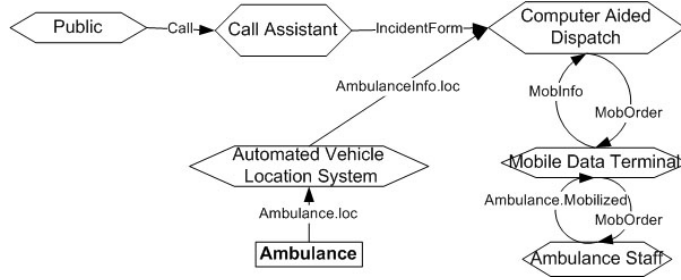 Public
Call
Call Assistant
IncidentForm
Computer Aided
Dispatch
AmbulanceInfo.loc
MobInfo
MobOrder
Automated Vehicle
Location System
Mobile Data Terminal
Ambulance.loc
Ambulance.Mobilized
MobOrder
Ambulance
Ambulance Staff